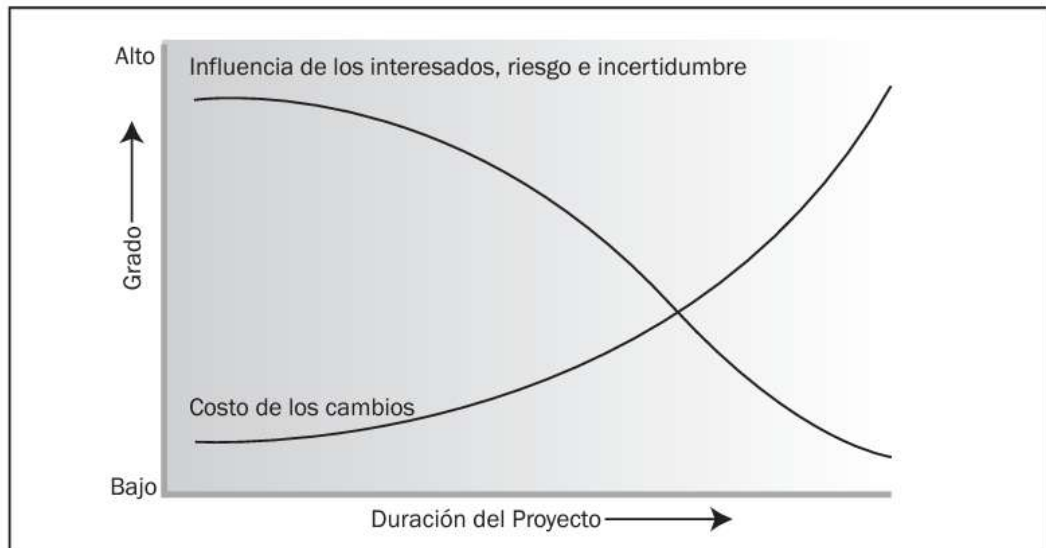 Alto
Influencia de los interesados, riesgo e incertidumbre
Grado
Costo de los cambios
Bajo
Duración del Proyecto